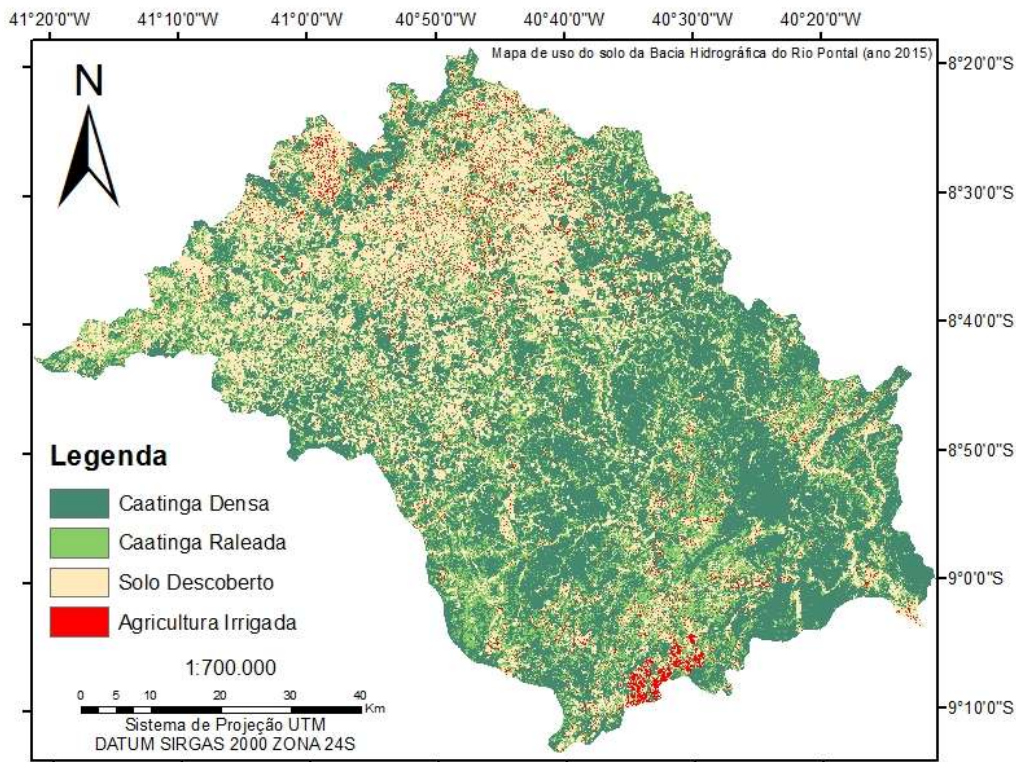 41°20'0"W 41°10'0"W 41°0'0"W 40°50'0"W 40°40'0"W 40°30'0"W 40°20'0"W
Mapa de uso do solo da Bacia Hidrográfica do Rio Pontal (ano 2015)
N
8°20'0"S
8°30'0"S
8°40'0"S
8°50'0"S
9°0'0"S
9°10'0"S
Legenda
Caatinga Densa
Caatinga Raleada
Solo Descoberto
Agricultura Irrigada
1:700.000
0 5 10 20 30 40
Km
Sistema de Projeção UTM
DATUM SIRGAS 2000 ZONA 24S